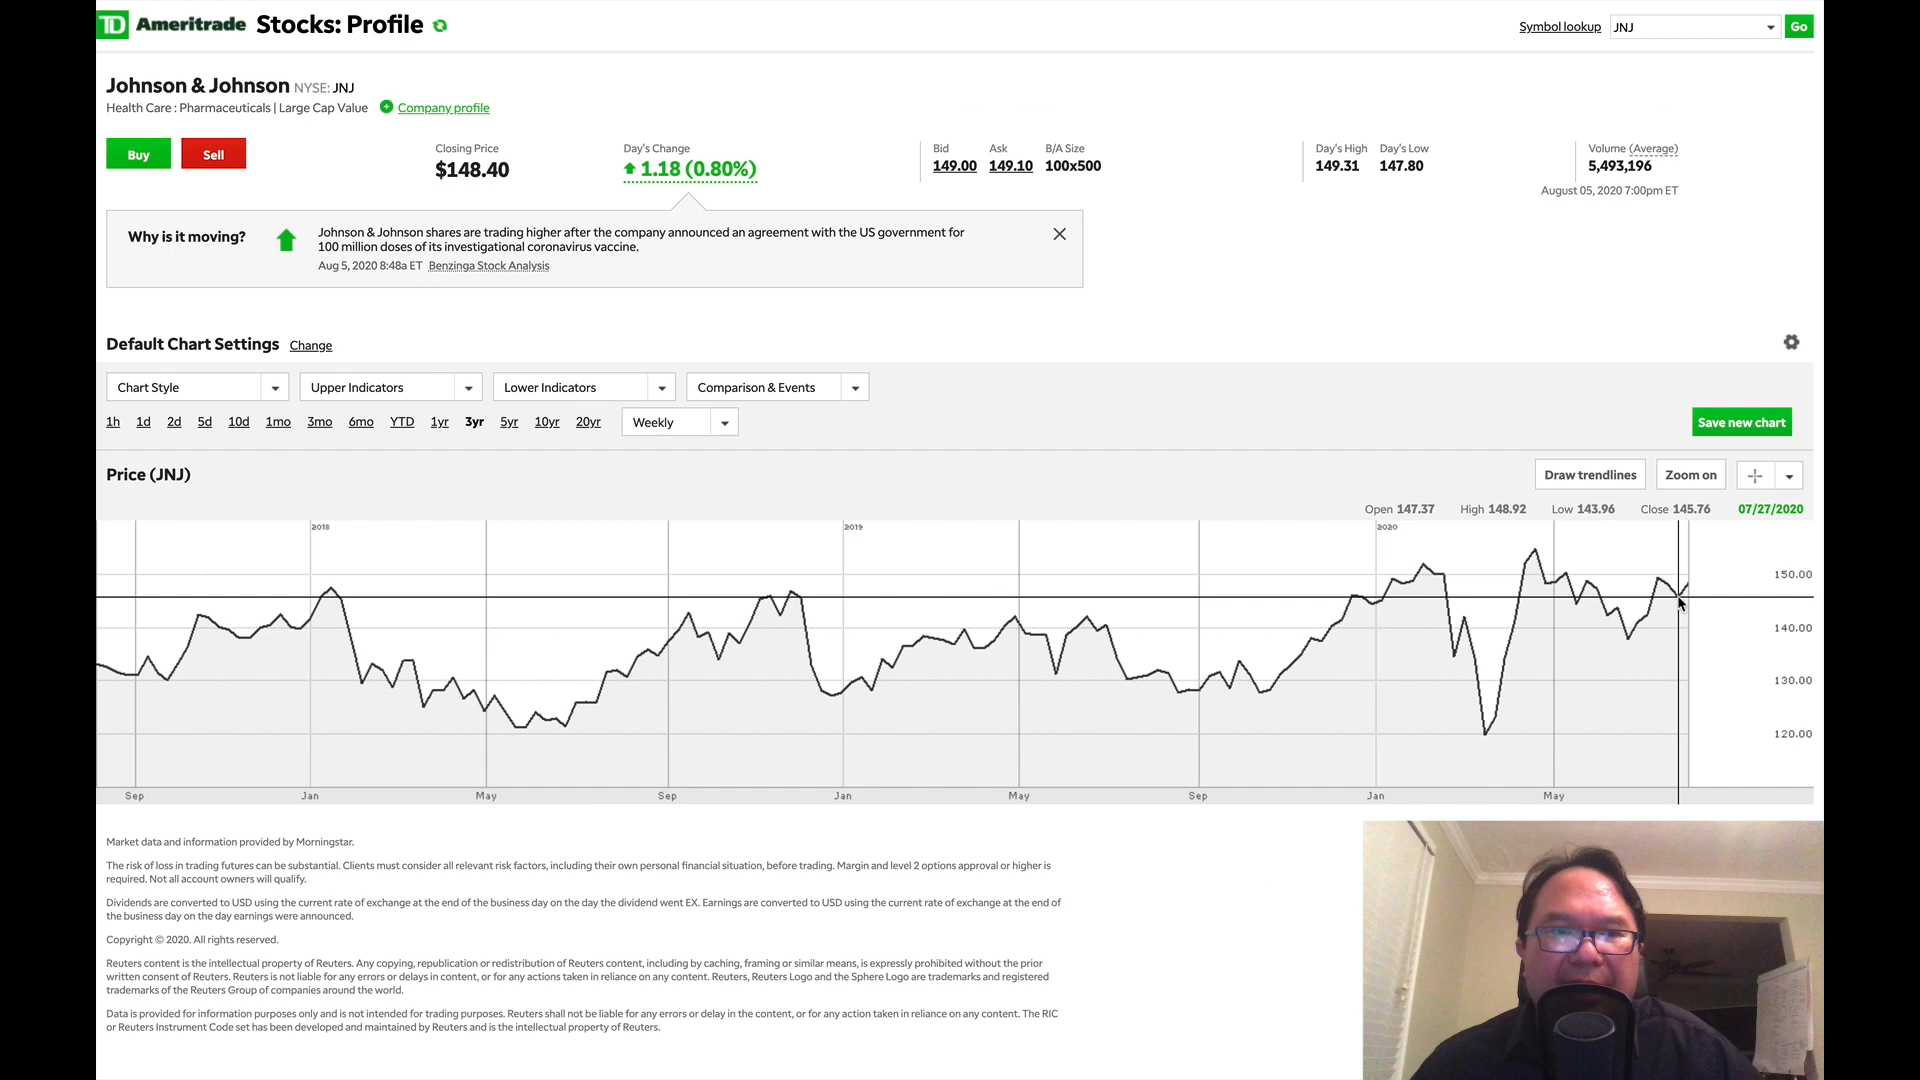 TD Ameritrade Stocks: Profile
Symbol lookup JNJ Go
Johnson & Johnson NYSE: JNJ
Health Care : Pharmaceuticals | Large Cap Value Company profile
Buy Sell
Closing Price
$148.40
Day's Change
1.18 (0.80%)
Bid Ask B/A Size
149.00 149.10 100x500
Day's High Day's Low
149.31 147.80
Volume (Average)
5,493,196
August 05, 2020 7:00pm ET
Why is it moving?
Johnson & Johnson shares are trading higher after the company announced an agreement with the US government for
100 million doses of its investigational coronavirus vaccine.
Aug 5, 2020 8:48a ET Benzinga Stock Analysis
Default Chart Settings Change
Chart Style Upper Indicators Lower Indicators Comparison & Events
1h 1d 2d 5d 10d 1mo 3mo 6mo YTD 1yr 3yr 5yr 10yr 20yr Weekly
Save new chart
Price (JNJ)
Draw trendlines Zoom on
Open 147.37 High 148.92 Low 143.96 Close 145.76 07/27/2020
2018 2019 2020
150.00
140.00
130.00
120.00
Sep Jan May Sep Jan May Sep Jan May
Market data and information provided by Morningstar.
The risk of loss in trading futures can be substantial. Clients must consider all relevant risk factors, including their own personal financial situation, before trading. Margin and level 2 options approval or higher is
required. Not all account owners will qualify.
Dividends are converted to USD using the current rate of exchange at the end of the business day on the day the dividend went EX. Earnings are converted to USD using the current rate of exchange at the end of
the business day on the day earnings were announced.
Copyright © 2020. All rights reserved.
Reuters content is the intellectual property of Reuters. Any copying, republication or redistribution of Reuters content, including by caching, framing or similar means, is expressly prohibited without the prior
written consent of Reuters. Reuters is not liable for any errors or delays in content, or for any actions taken in reliance on any content. Reuters, Reuters Logo and the Sphere Logo are trademarks and registered
trademarks of the Reuters Group of companies around the world.
Data is provided for information purposes only and is not intended for trading purposes. Reuters shall not be liable for any errors or delay in the content, or for any action taken in reliance on any content. The RIC
or Reuters Instrument Code set has been developed and maintained by Reuters and is the intellectual property of Reuters.